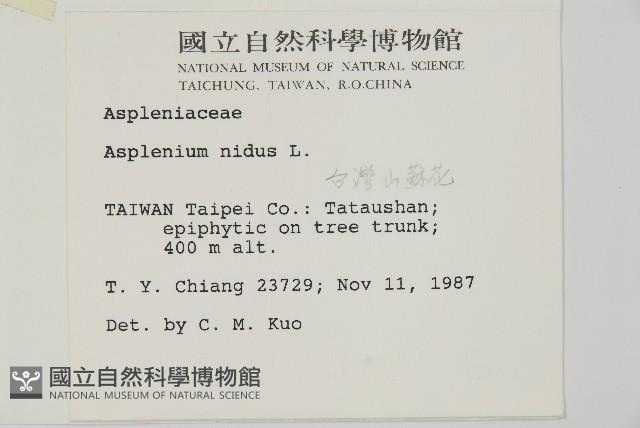 國立自然科學博物館
NATIONAL MUSEUM OF NATURAL SCIENCE
TAICHUNG, TAIWAN, R.O.CHINA
Aspleniaceae
Asplenium nidus L.
台灣山蘇花
TAIWAN Taipei Co.: Tataushan;
epiphytic on tree trunk;
400 m alt.
T. Y. Chiang 23729; Nov 11, 1987
Det. by C. M. Kuo
國立自然科學博物館
NATIONAL MUSEUM OF NATURAL SCIENCE